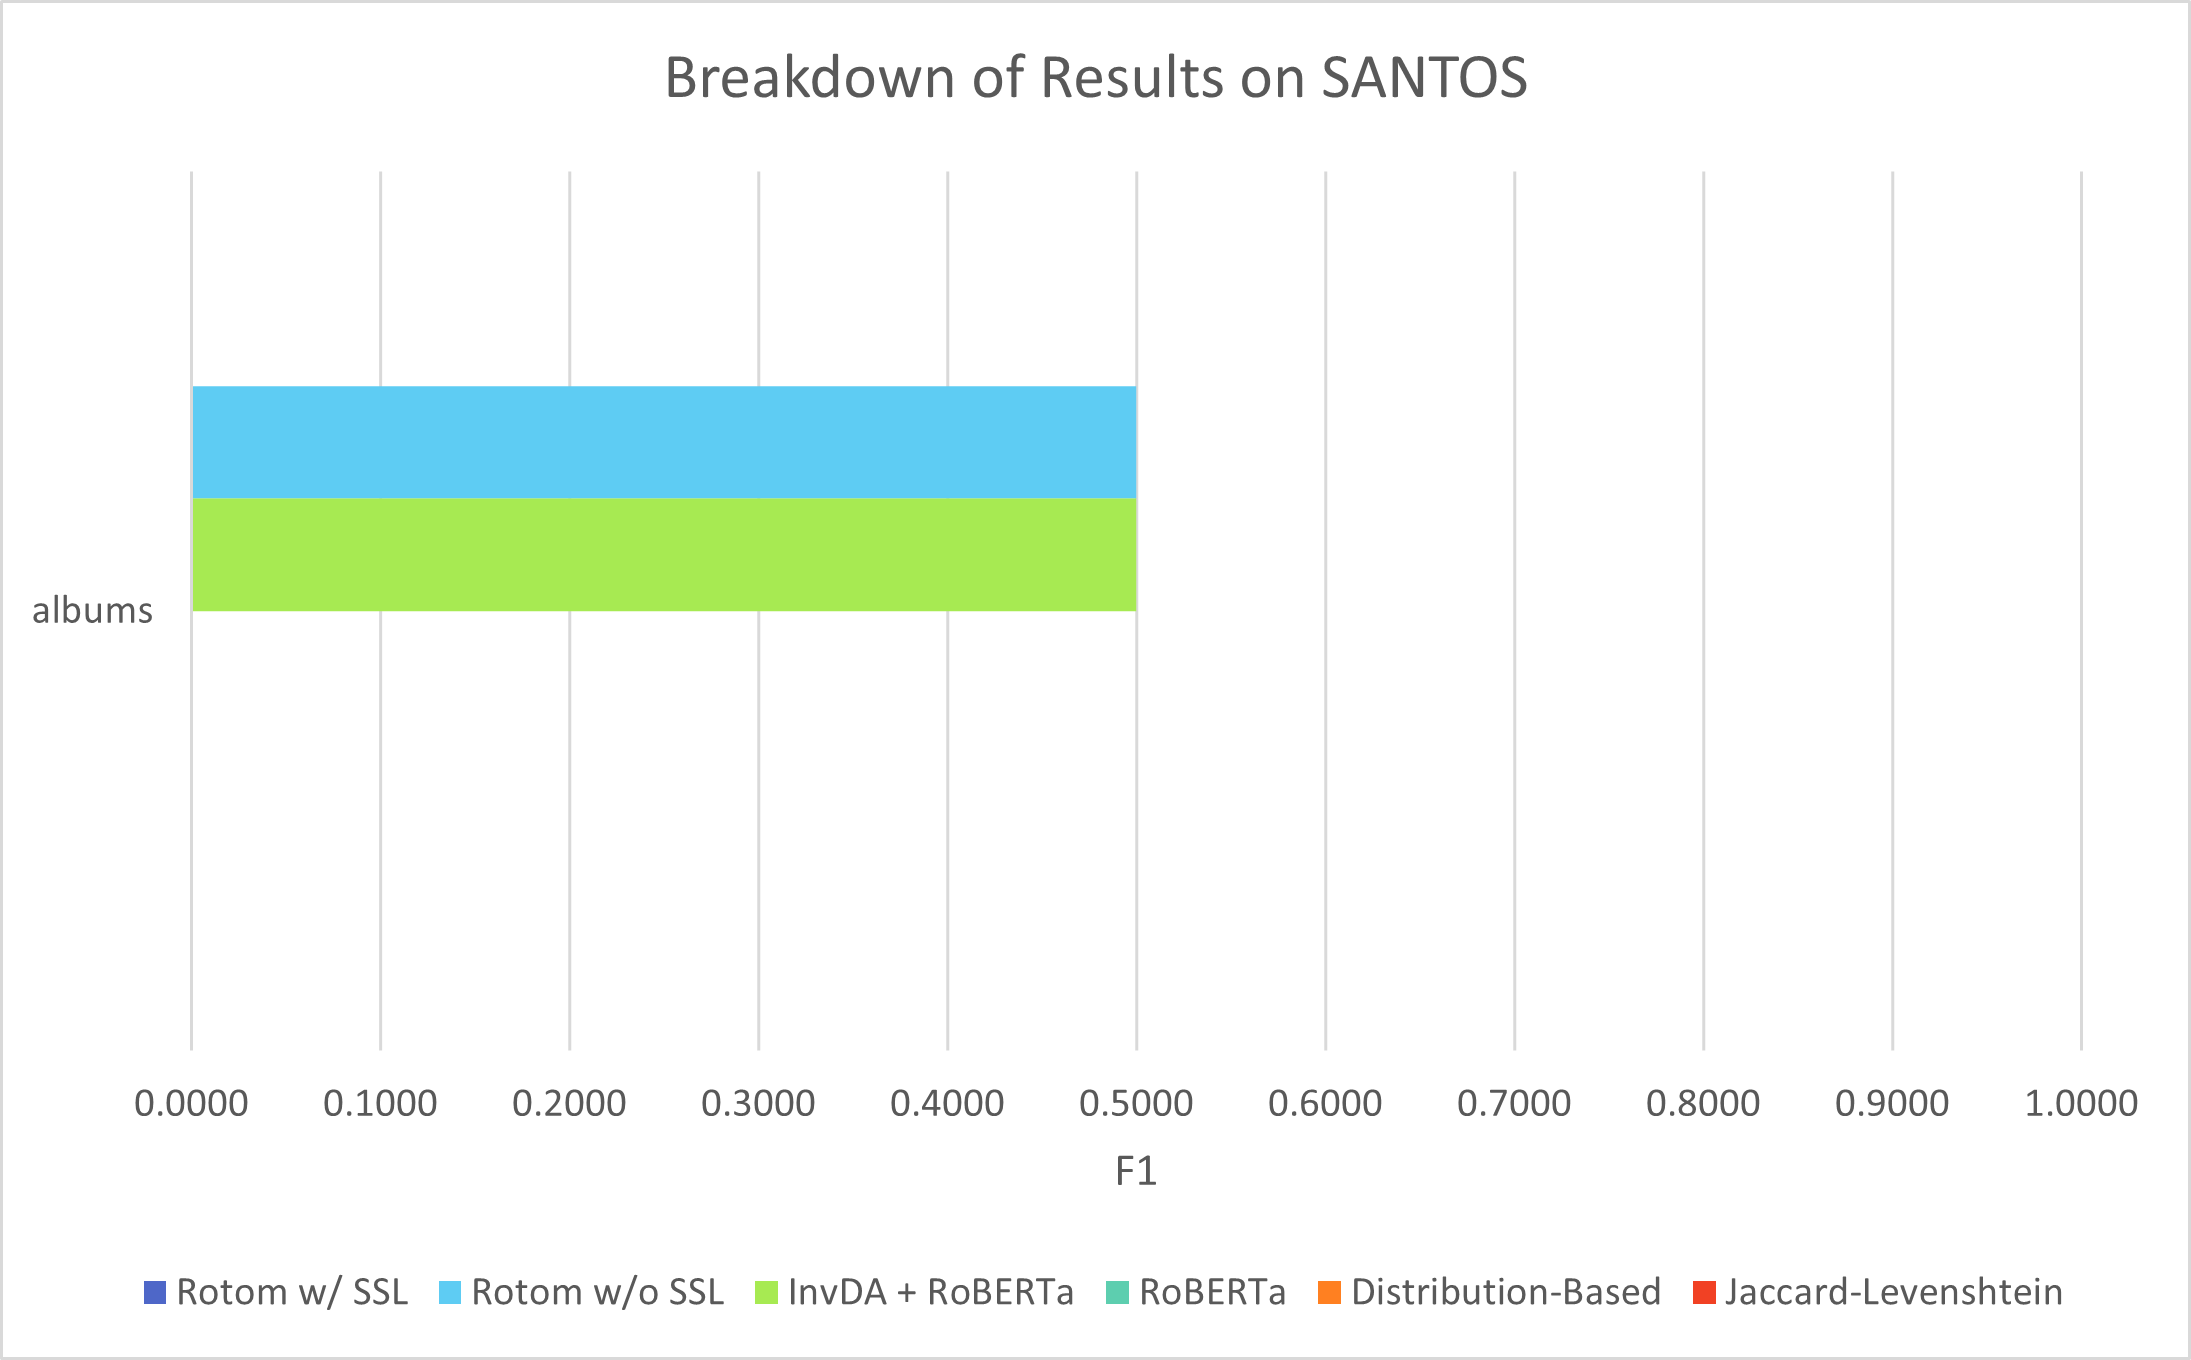 Breakdown of Results on SANTOS
albums
0.0000 0.1000 0.2000 0.3000 0.4000 0.5000 0.6000 0.7000 0.8000 0.9000 1.0000
F1
Rotom w/ SSL Rotom w/o SSL InvDA + RoBERTa RoBERTa Distribution-Based Jaccard-Levenshtein